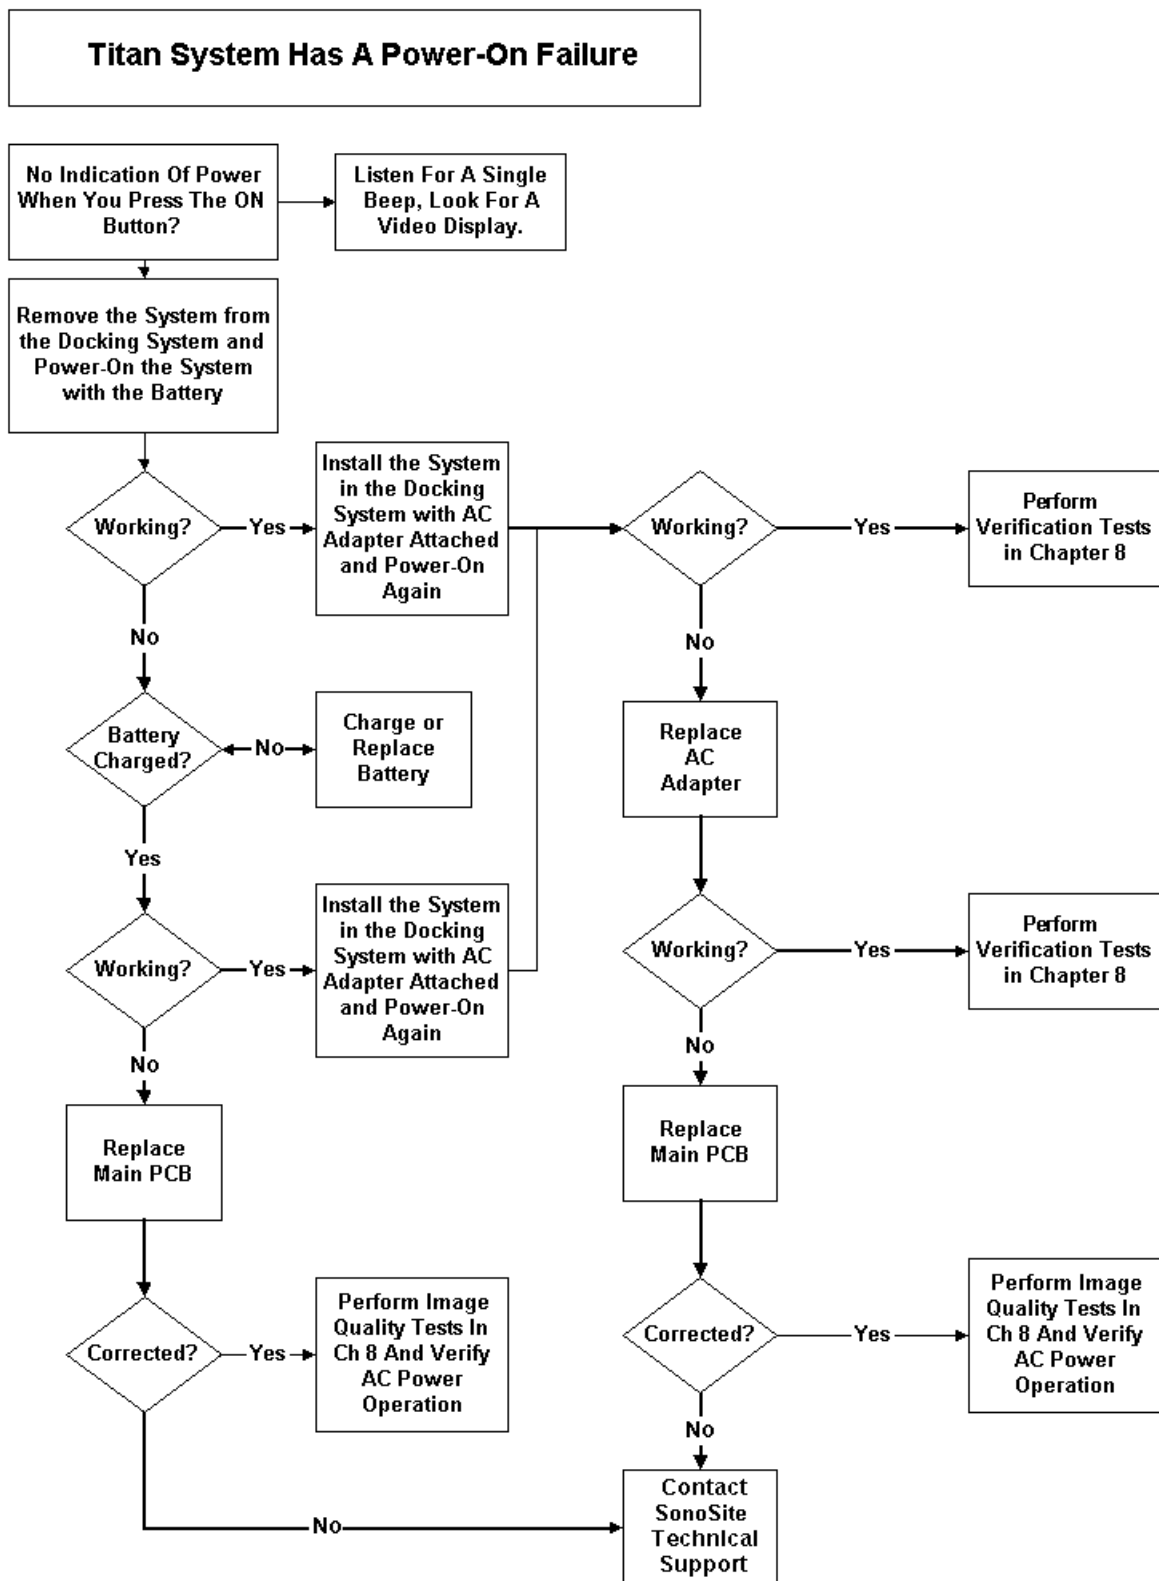 Titan System Has A Power-On Failure
No Indication Of Power
When You Press The ON
Button?
Listen For A Single
Beep, Look For A
Video Display.
Remove the System from
the Docking System and
Power-On the System
with the Battery
Working?
Yes
Install the System
in the Docking
System with AC
Adapter Attached
and Power-On
Again
Working?
Yes
Perform
Verification Tests
in Chapter 8
No
No
Battery
Charged?
No
Charge or
Replace
Battery
Replace
AC
Adapter
Yes
Working?
Yes
Install the System
in the Docking
System with AC
Adapter Attached
and Power-On
Again
Working?
Yes
Perform
Verification Tests
in Chapter 8
No
No
Replace
Main PCB
Replace
Main PCB
Corrected?
Yes
Perform Image
Quality Tests In
Ch 8 And Verify
AC Power
Operation
Corrected?
Yes
Perform Image
Quality Tests In
Ch 8 And Verify
AC Power
Operation
No
No
Contact
SonoSite
Technical
Support